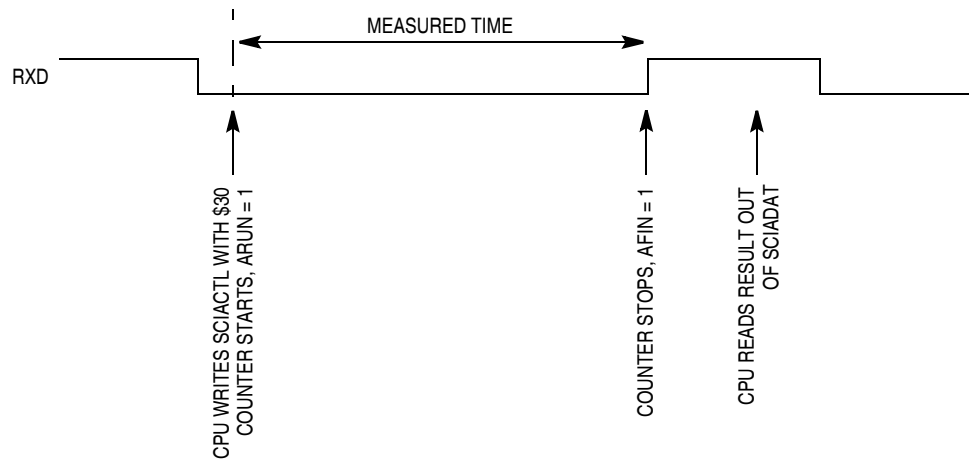 MEASURED TIME
RXD
CPU WRITES SCIACTL WITH $30
COUNTER STARTS, ARUN = 1
COUNTER STOPS, AFIN = 1
CPU READS RESULT OUT
OF SCIADAT